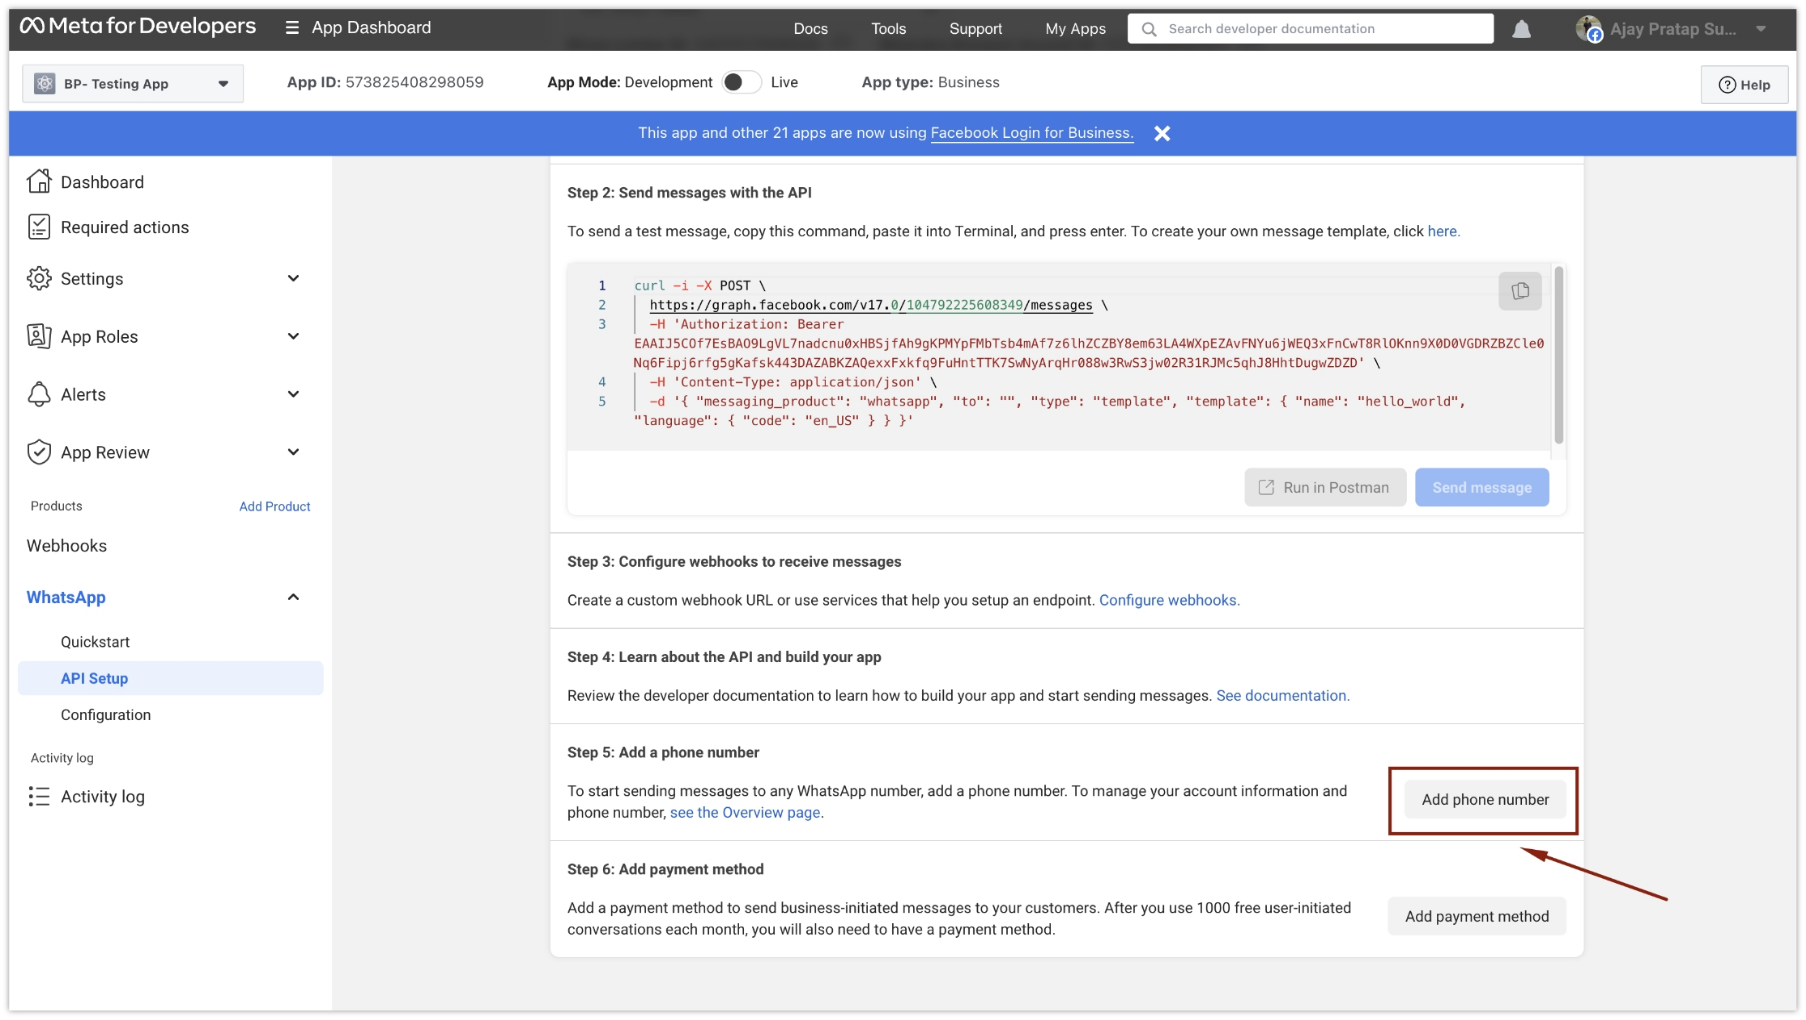 Meta for Developers
App Dashboard
Docs
Tools
Support
My Apps
Search developer documentation
Ajay Pratap Su...
BP- Testing App
App ID: 573825408298059
App Mode: Development
Live
App type: Business
Help
This app and other 21 apps are now using Facebook Login for Business.
Dashboard
Required actions
Settings
App Roles
Alerts
App Review
Products
Add Product
Webhooks
WhatsApp
Quickstart
API Setup
Configuration
Activity log
Activity log
Step 2: Send messages with the API
To send a test message, copy this command, paste it into Terminal, and press enter. To create your own message template, click here.
1 curl -i -X POST \
2 https://graph.facebook.com/v17.0/104792225608349/messages \
3 -H 'Authorization: Bearer
EAAIJ5COf7EsBAO9LgVL7nadcnu0xHBSjfAh9gKPMYpFMbTsb4mAf7z6lhZCZBY8em63LA4WXpEZAvFNYu6jWEQ3xFnCwT8RlOKnn9X0D0VGDRZBZCle0
Nq6Fipj6rfg5gKafsk443DAZABKZAQexxFxkfq9FuHntTTK7SwNyArqHr088w3RwS3jw02R31RJMc5qhJ8HhtDugwZDZD' \
4 -H 'Content-Type: application/json' \
5 -d '{ "messaging_product": "whatsapp", "to": "", "type": "template", "template": { "name": "hello_world",
"language": { "code": "en_US" } } }'
Run in Postman
Send message
Step 3: Configure webhooks to receive messages
Create a custom webhook URL or use services that help you setup an endpoint. Configure webhooks.
Step 4: Learn about the API and build your app
Review the developer documentation to learn how to build your app and start sending messages. See documentation.
Step 5: Add a phone number
To start sending messages to any WhatsApp number, add a phone number. To manage your account information and
phone number, see the Overview page.
Add phone number
Step 6: Add payment method
Add a payment method to send business-initiated messages to your customers. After you use 1000 free user-initiated
conversations each month, you will also need to have a payment method.
Add payment method